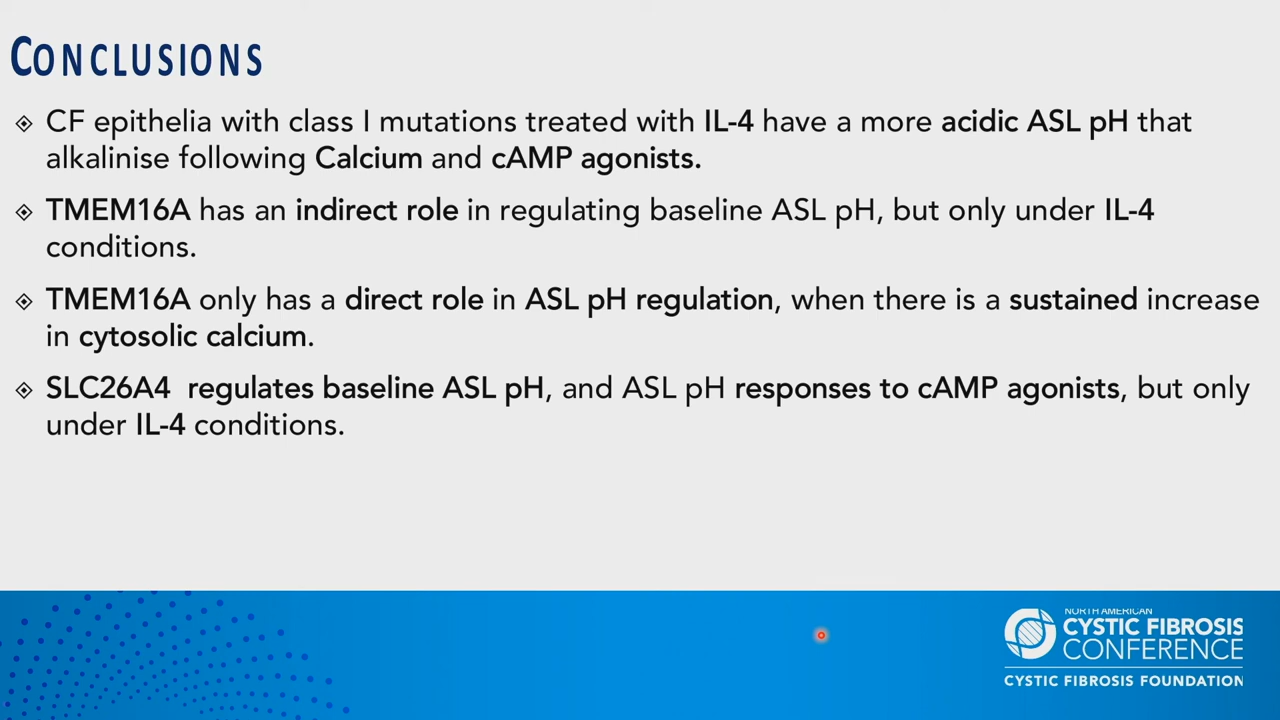 CONCLUSIONS
CF epithelia with class I mutations treated with IL-4 have a more acidic ASL pH that
alkalinise following Calcium and cAMP agonists.
TMEM16A has an indirect role in regulating baseline ASL pH, but only under IL-4
conditions.
TMEM16A only has a direct role in ASL pH regulation, when there is a sustained increase
in cytosolic calcium.
SLC26A4 regulates baseline ASL pH, and ASL pH responses to cAMP agonists, but only
under IL-4 conditions.
NORTH AMERICAN
CYSTIC FIBROSIS
CONFERENCE
CYSTIC FIBROSIS FOUNDATION